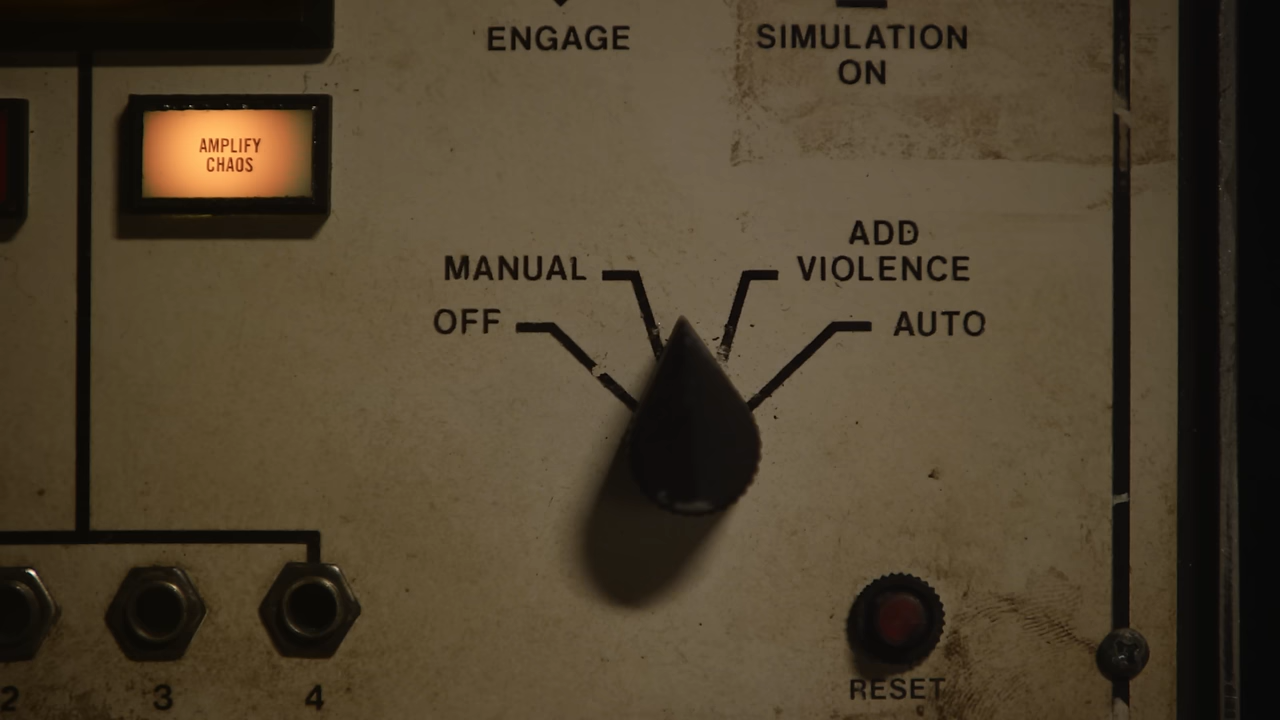 ENGAGE
SIMULATION
ON
AMPLIFY
CHAOS
MANUAL
OFF
ADD
VIOLENCE
AUTO
RESET
2
3
4